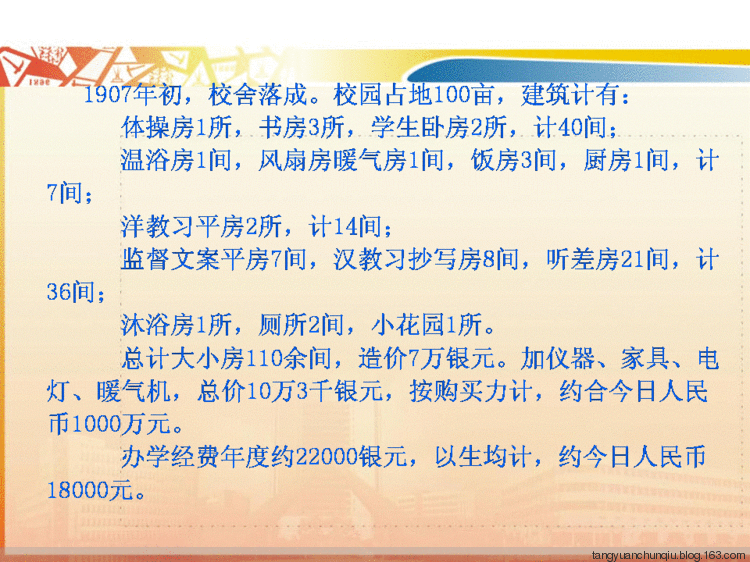 1896
1907年初，校舍落成。校园占地100亩，建筑计有：
体操房1所，书房3所，学生卧房2所，计40间；
温浴房1间，风扇房暖气房1间，饭房3间，厨房1间，计
7间；
洋教习平房2所，计14间；
监督文案平房7间，汉教习抄写房8间，听差房21间，计
36间；
沐浴房1所，厕所2间，小花园1所。
总计大小房110余间，造价7万银元。加仪器、家具、电
灯、暖气机，总价10万3千银元，按购买力计，约合今日人民
币1000万元。
办学经费年度约22000银元，以生均计，约今日人民币
18000元。
tangyuanchunqiu.blog.163.com